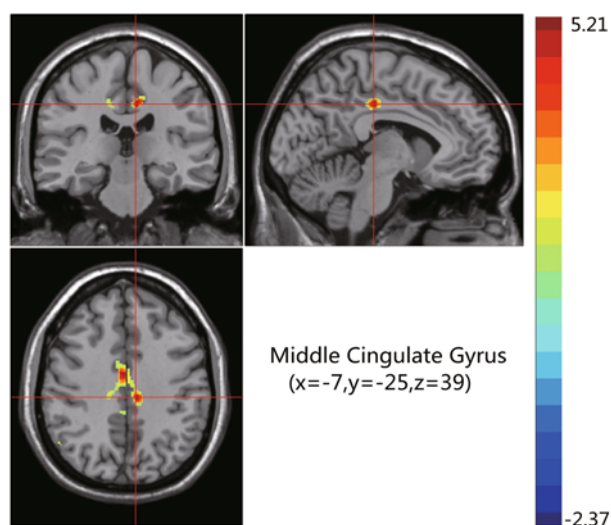 5.21
Middle Cingulate Gyrus
(x=-7,y=-25,z=39)
-2.37